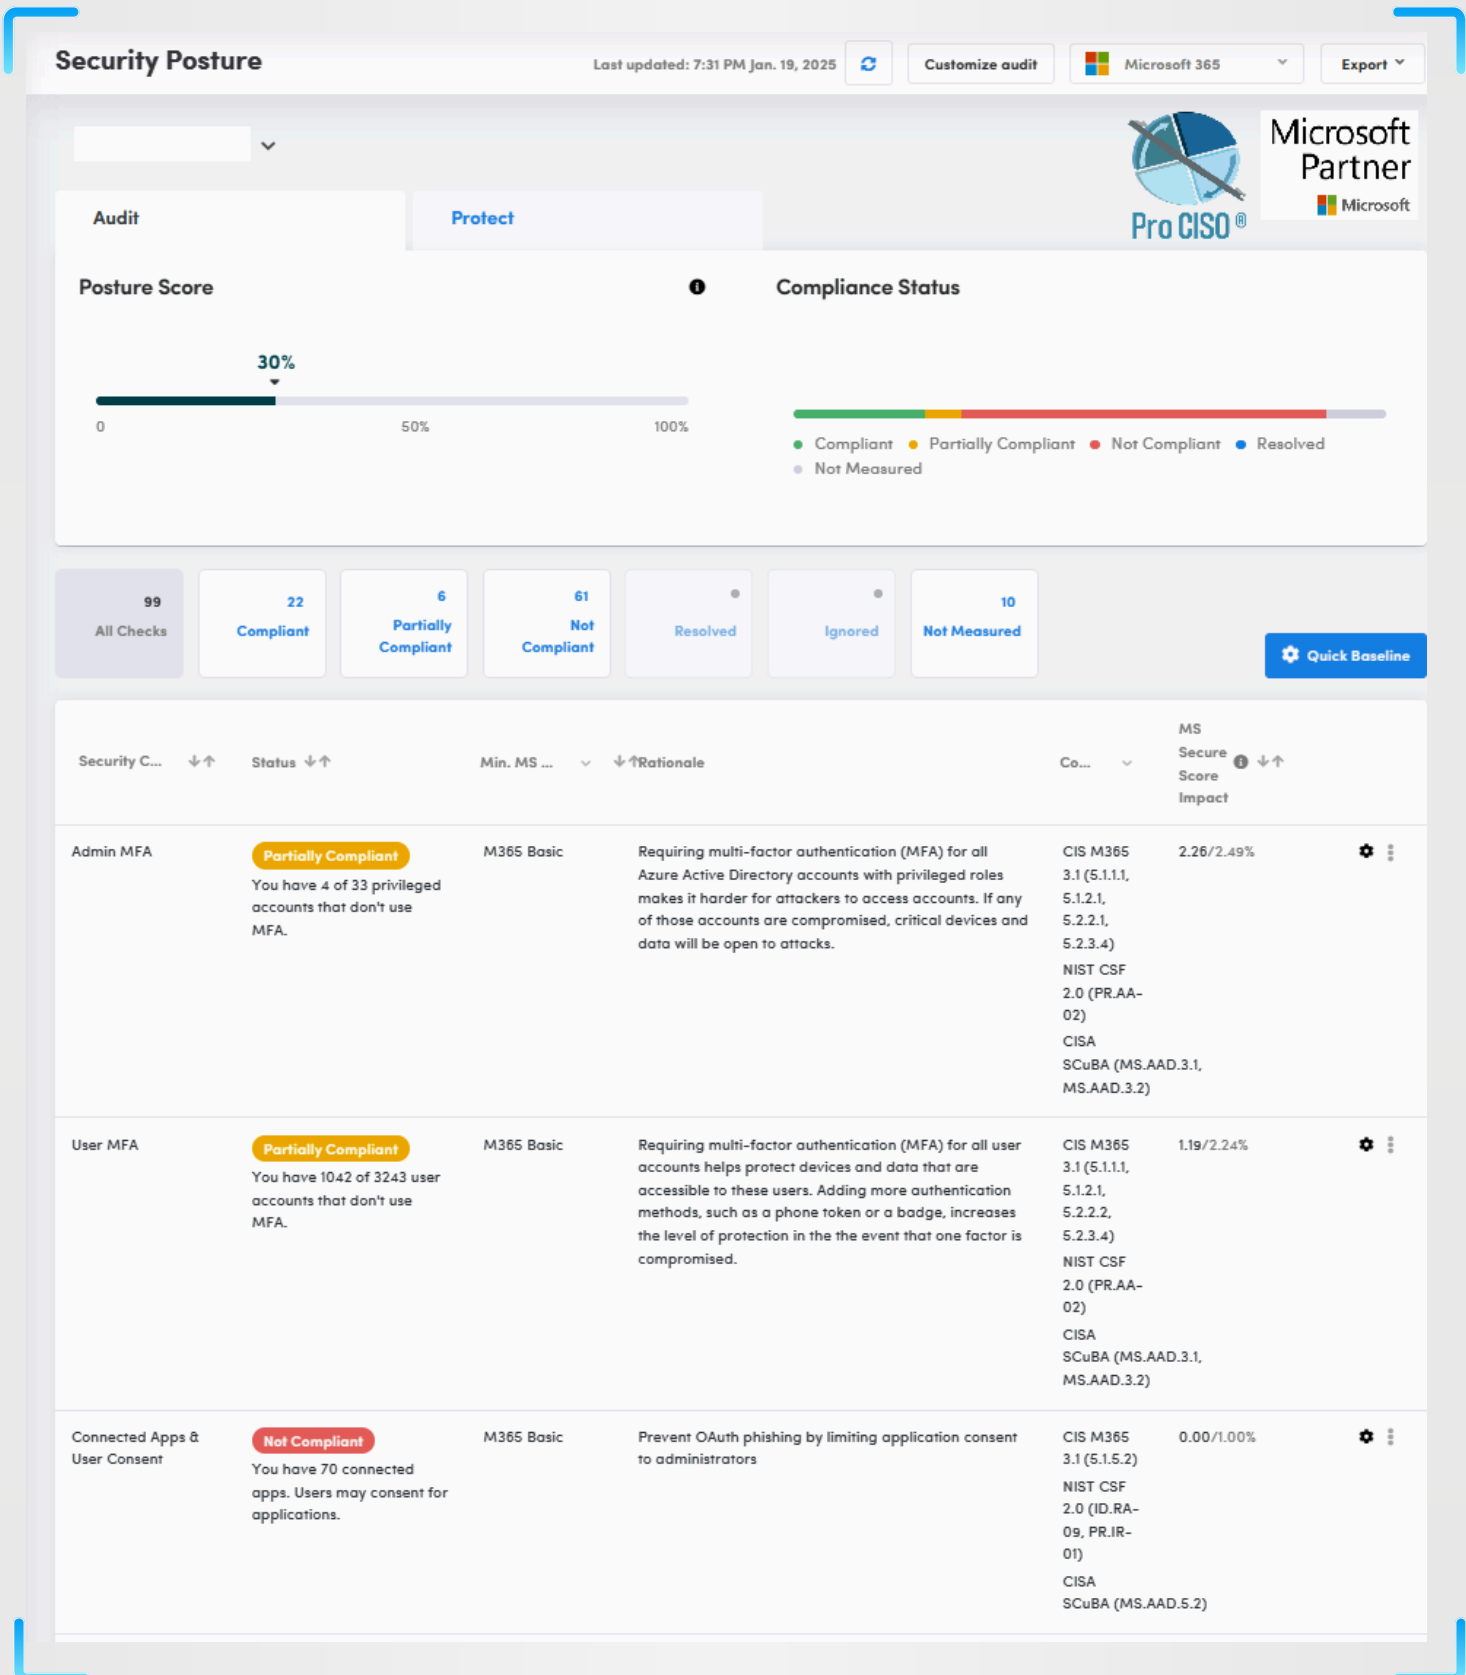 Security Posture
Last updated: 7:31 PM Jan. 19, 2025
Customize audit
Microsoft 365
Export
Pro CISO ®
Microsoft
Partner
Microsoft
Audit
Protect
Posture Score
30%
0
50%
100%
Compliance Status
Compliant
Partially Compliant
Not Compliant
Resolved
Not Measured
99
All Checks
22
Compliant
6
Partially
Compliant
61
Not
Compliant
Resolved
Ignored
10
Not Measured
Quick Baseline
Security C...
Status
Min. MS ...
Rationale
Co...
MS
Secure
Score
Impact
Admin MFA
Partially Compliant
You have 4 of 33 privileged
accounts that don't use
MFA.
M365 Basic
Requiring multi-factor authentication (MFA) for all
Azure Active Directory accounts with privileged roles
makes it harder for attackers to access accounts. If any
of those accounts are compromised, critical devices and
data will be open to attacks.
CIS M365
3.1 (5.1.1.1,
5.1.2.1,
5.2.2.1,
5.2.3.4)
NIST CSF
2.0 (PR.AA-
02)
CISA
SCuBA (MS.AAD.3.1,
MS.AAD.3.2)
2.26/2.49%
User MFA
Partially Compliant
You have 1042 of 3243 user
accounts that don't use
MFA.
M365 Basic
Requiring multi-factor authentication (MFA) for all user
accounts helps protect devices and data that are
accessible to these users. Adding more authentication
methods, such as a phone token or a badge, increases
the level of protection in the the event that one factor is
compromised.
CIS M365
3.1 (5.1.1.1,
5.1.2.1,
5.2.2.2,
5.2.3.4)
NIST CSF
2.0 (PR.AA-
02)
CISA
SCuBA (MS.AAD.3.1,
MS.AAD.3.2)
1.19/2.24%
Connected Apps &
User Consent
Not Compliant
You have 70 connected
apps. Users may consent for
applications.
M365 Basic
Prevent OAuth phishing by limiting application consent
to administrators
CIS M365
3.1 (5.1.5.2)
NIST CSF
2.0 (ID.RA-
09, PR.IR-
01)
CISA
SCuBA (MS.AAD.5.2)
0.00/1.00%